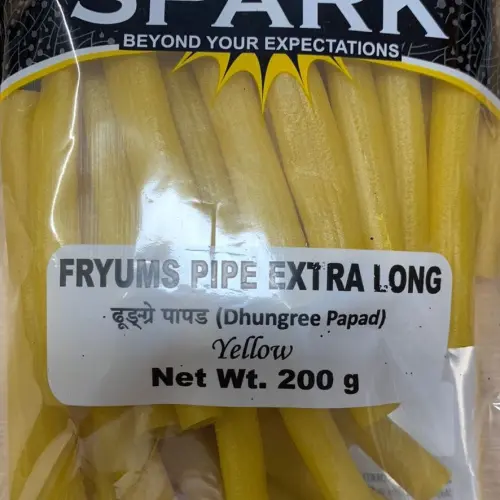 SPARK
BEYOND YOUR EXPECTATIONS
FRYUMS PIPE EXTRA LONG
ढूङ्ग्रे पापड (Dhungree Papad)
Yellow
Net Wt. 200 g